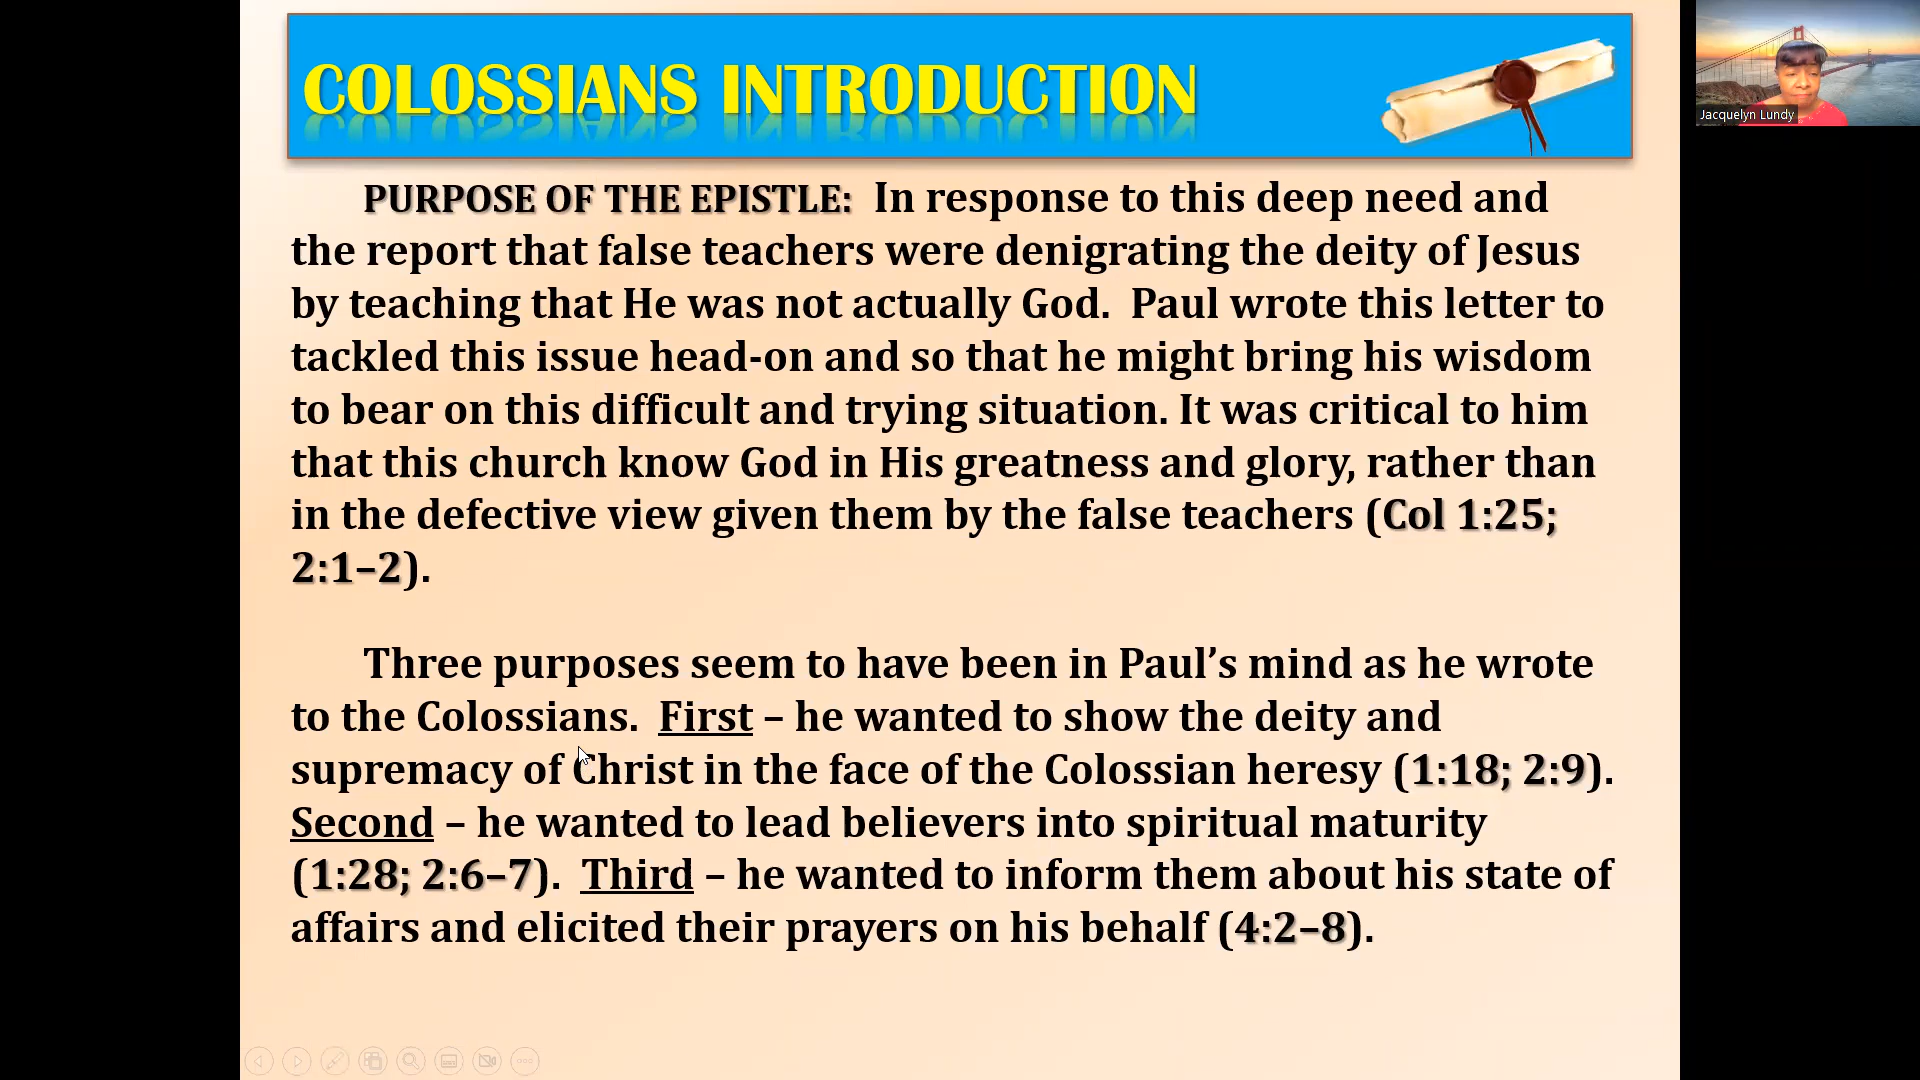 COLOSSIANS INTRODUCTION
Jacquelyn Lundy
PURPOSE OF THE EPISTLE: In response to this deep need and
the report that false teachers were denigrating the deity of Jesus
by teaching that He was not actually God. Paul wrote this letter to
tackled this issue head-on and so that he might bring his wisdom
to bear on this difficult and trying situation. It was critical to him
that this church know God in His greatness and glory, rather than
in the defective view given them by the false teachers (Col 1:25;
2:1–2).
Three purposes seem to have been in Paul’s mind as he wrote
to the Colossians. First – he wanted to show the deity and
supremacy of Christ in the face of the Colossian heresy (1:18; 2:9).
Second – he wanted to lead believers into spiritual maturity
(1:28; 2:6–7). Third – he wanted to inform them about his state of
affairs and elicited their prayers on his behalf (4:2–8).